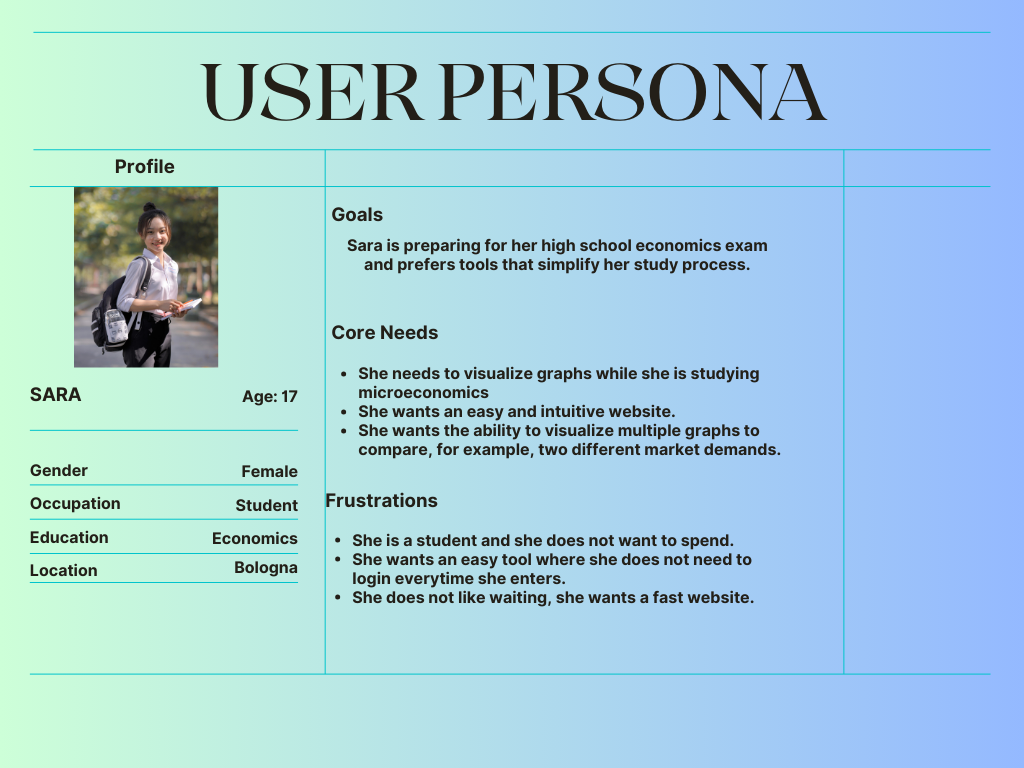 USER PERSONA
Profile
SARA
Age: 17
Gender
Female
Occupation
Student
Education
Economics
Location
Bologna
Goals
Sara is preparing for her high school economics exam
and prefers tools that simplify her study process.
Core Needs
• She needs to visualize graphs while she is studying
microeconomics
• She wants an easy and intuitive website.
• She wants the ability to visualize multiple graphs to
compare, for example, two different market demands.
Frustrations
• She is a student and she does not want to spend.
• She wants an easy tool where she does not need to
login everytime she enters.
• She does not like waiting, she wants a fast website.